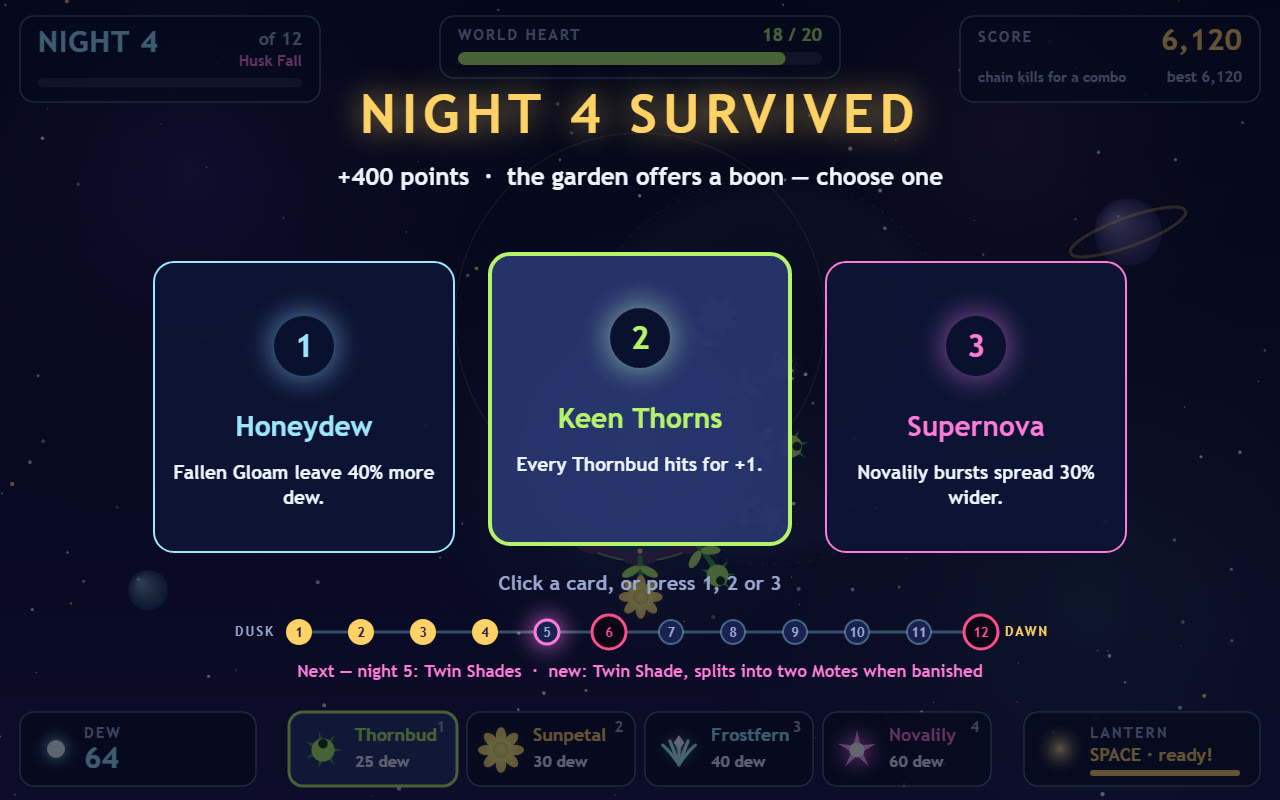 NIGHT 4
of 12
Husk Fall
WORLD HEART
18 / 20
SCORE
6,120
chain kills for a combo
best 6,120
NIGHT 4 SURVIVED
+400 points · the garden offers a boon — choose one
1
Honeydew
Fallen Gloam leave 40% more
dew.
2
Keen Thorns
Every Thornbud hits for +1.
3
Supernova
Novalily bursts spread 30%
wider.
Click a card, or press 1, 2 or 3
DUSK 1 2 3 4 5 6 7 8 9 10 11 12 DAWN
Next — night 5: Twin Shades · new: Twin Shade, splits into two Motes when banished
DEW
64
Thornbud 1
25 dew
Sunpetal 2
30 dew
Frostfern 3
40 dew
Novalily 4
60 dew
LANTERN
SPACE · ready!